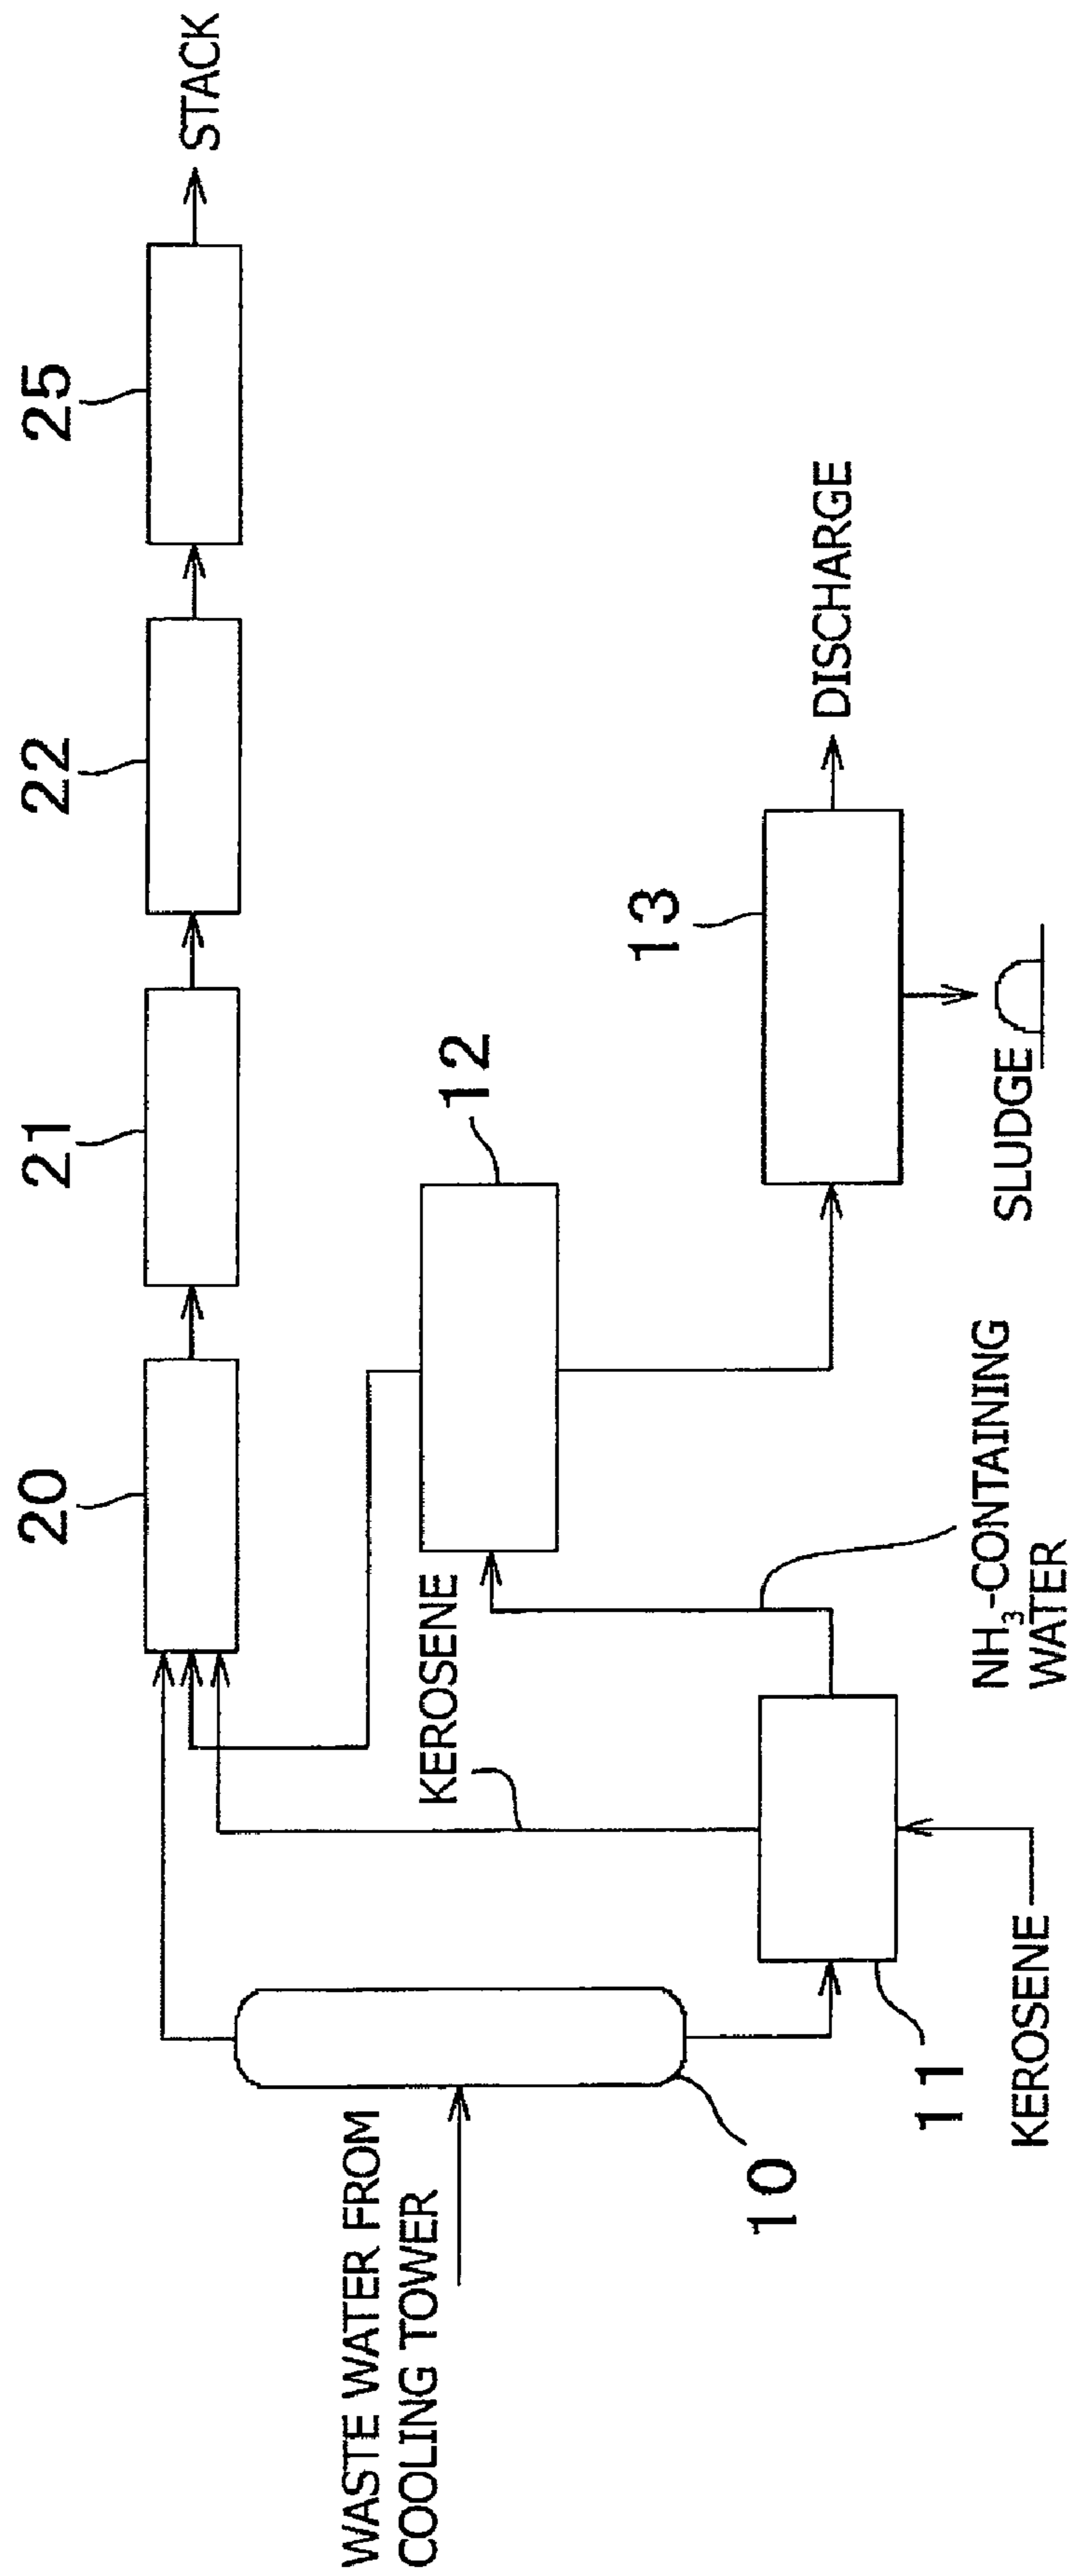 20
21
22
25
STACK
WASTE WATER FROM
COOLING TOWER
KEROSENE
12
13
DISCHARGE
10
11
KEROSENE
NH₃-CONTAINING
WATER
SLUDGE